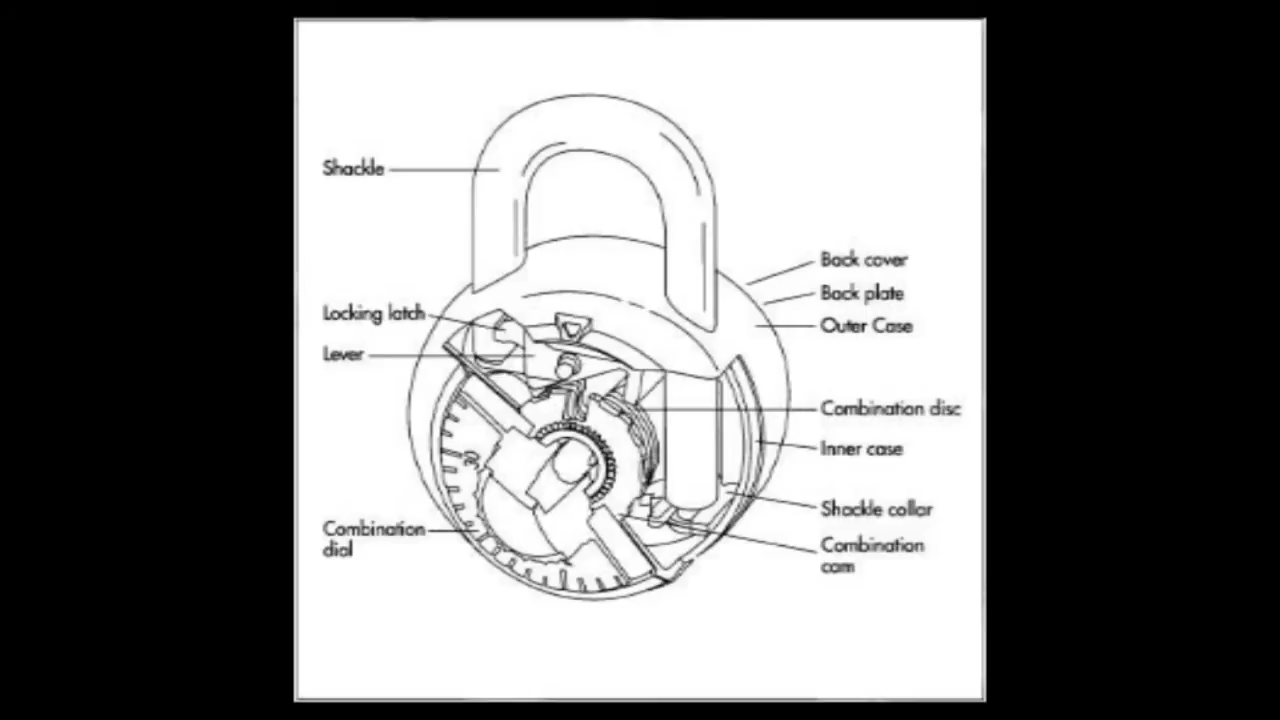 Shackle
Back cover
Back plate
Locking latch
Outer Case
Lever
Combination disc
Inner case
Shackle collar
Combination
dial
Combination
cam